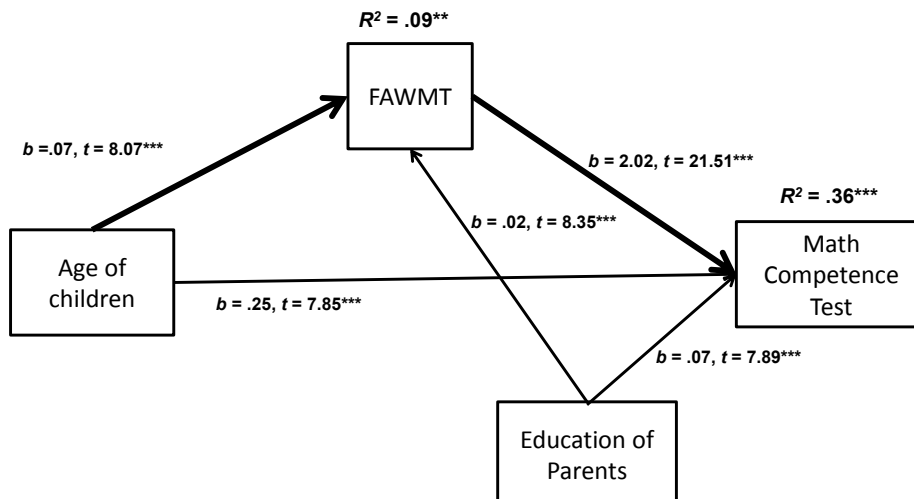 R² = .09**
FAWMT
b =.07, t = 8.07***
b = 2.02, t = 21.51***
R² = .36***
b = .02, t = 8.35***
Age of
children
Math
Competence
Test
b = .25, t = 7.85***
b = .07, t = 7.89***
Education of
Parents